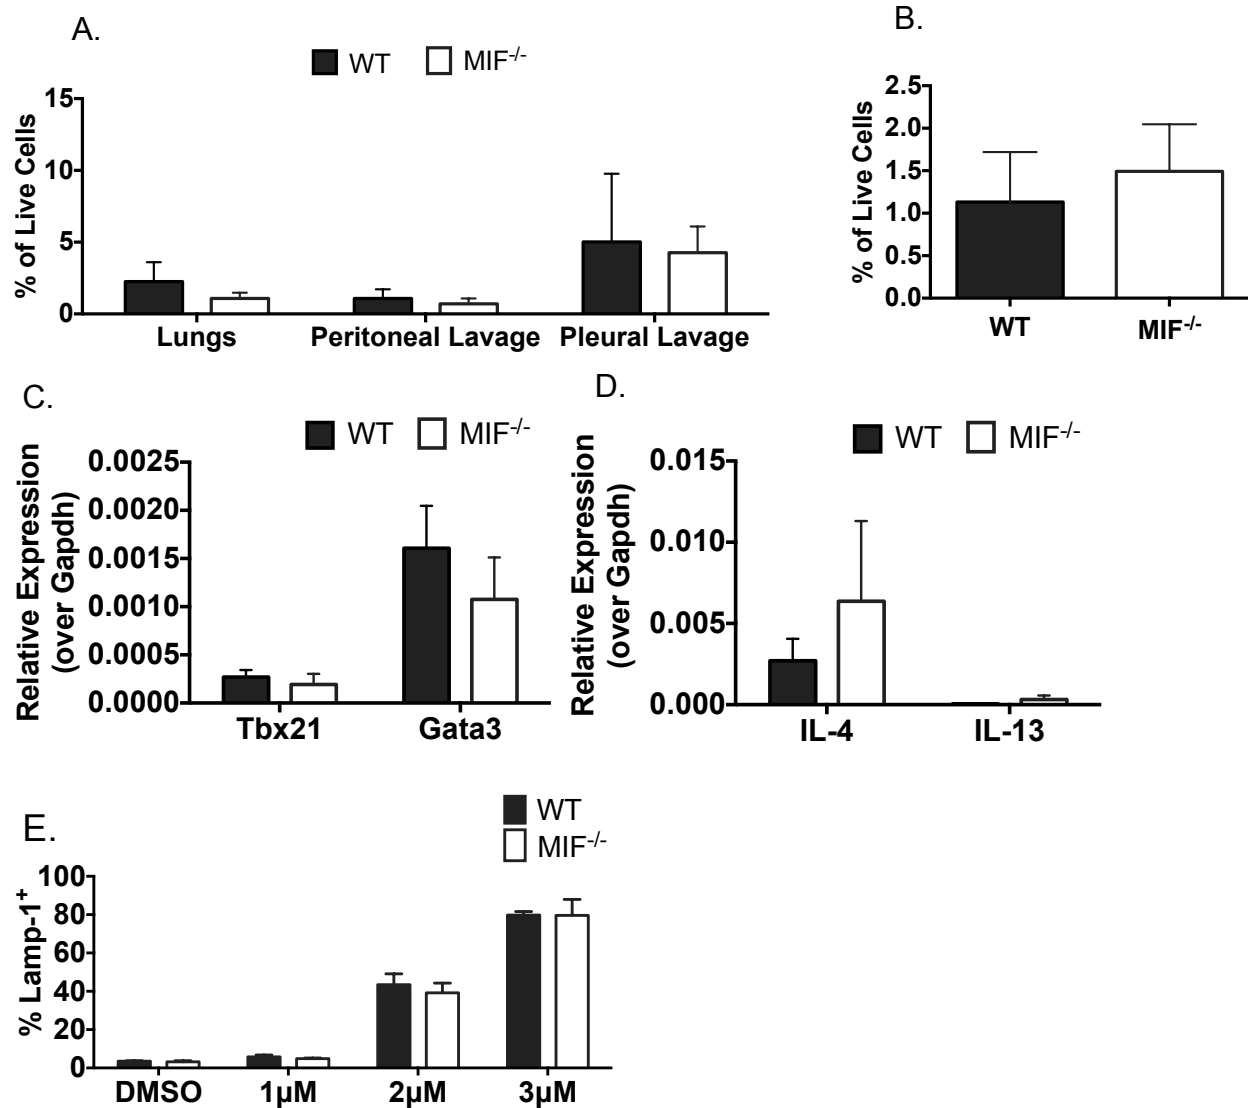 A.
WT MIF-/-
% of Live Cells
15
10
5
0
Lungs Peritoneal Lavage Pleural Lavage
B.
% of Live Cells
2.5
2.0
1.5
1.0
0.5
0.0
WT MIF-/-
C.
WT MIF-/-
Relative Expression
(over Gapdh)
0.0025
0.0020
0.0015
0.0010
0.0005
0.0000
Tbx21 Gata3
D.
WT MIF-/-
Relative Expression
(over Gapdh)
0.015
0.010
0.005
0.000
IL-4 IL-13
E.
WT
MIF-/-
% Lamp-1+
100
80
60
40
20
0
DMSO 1µM 2µM 3µM